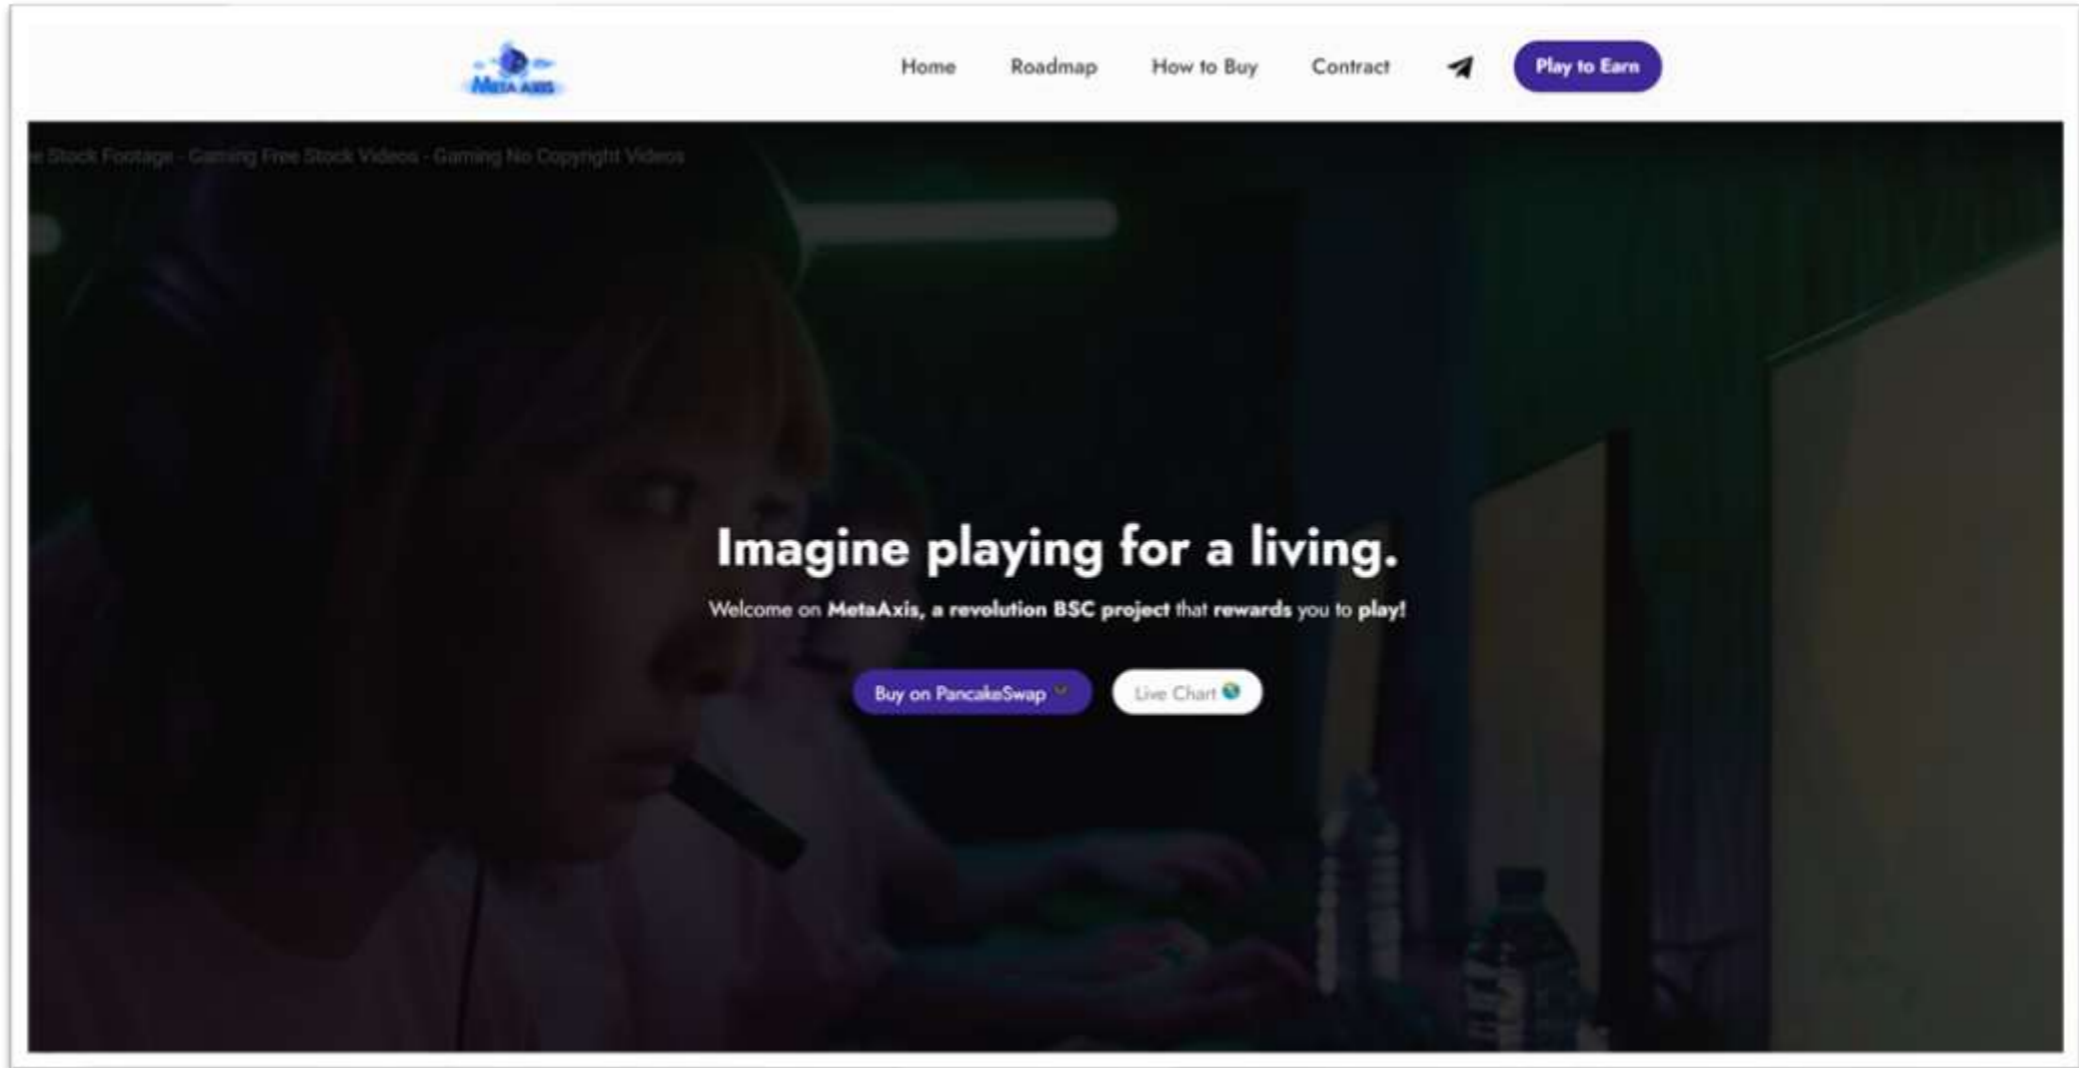 META AXIS
Home Roadmap How to Buy Contract Play to Earn
e Stock Footage - Gaming Free Stock Videos - Gaming No Copyright Videos
Imagine playing for a living.
Welcome on MetaAxis, a revolution BSC project that rewards you to play!
Buy on PancakeSwap Live Chart